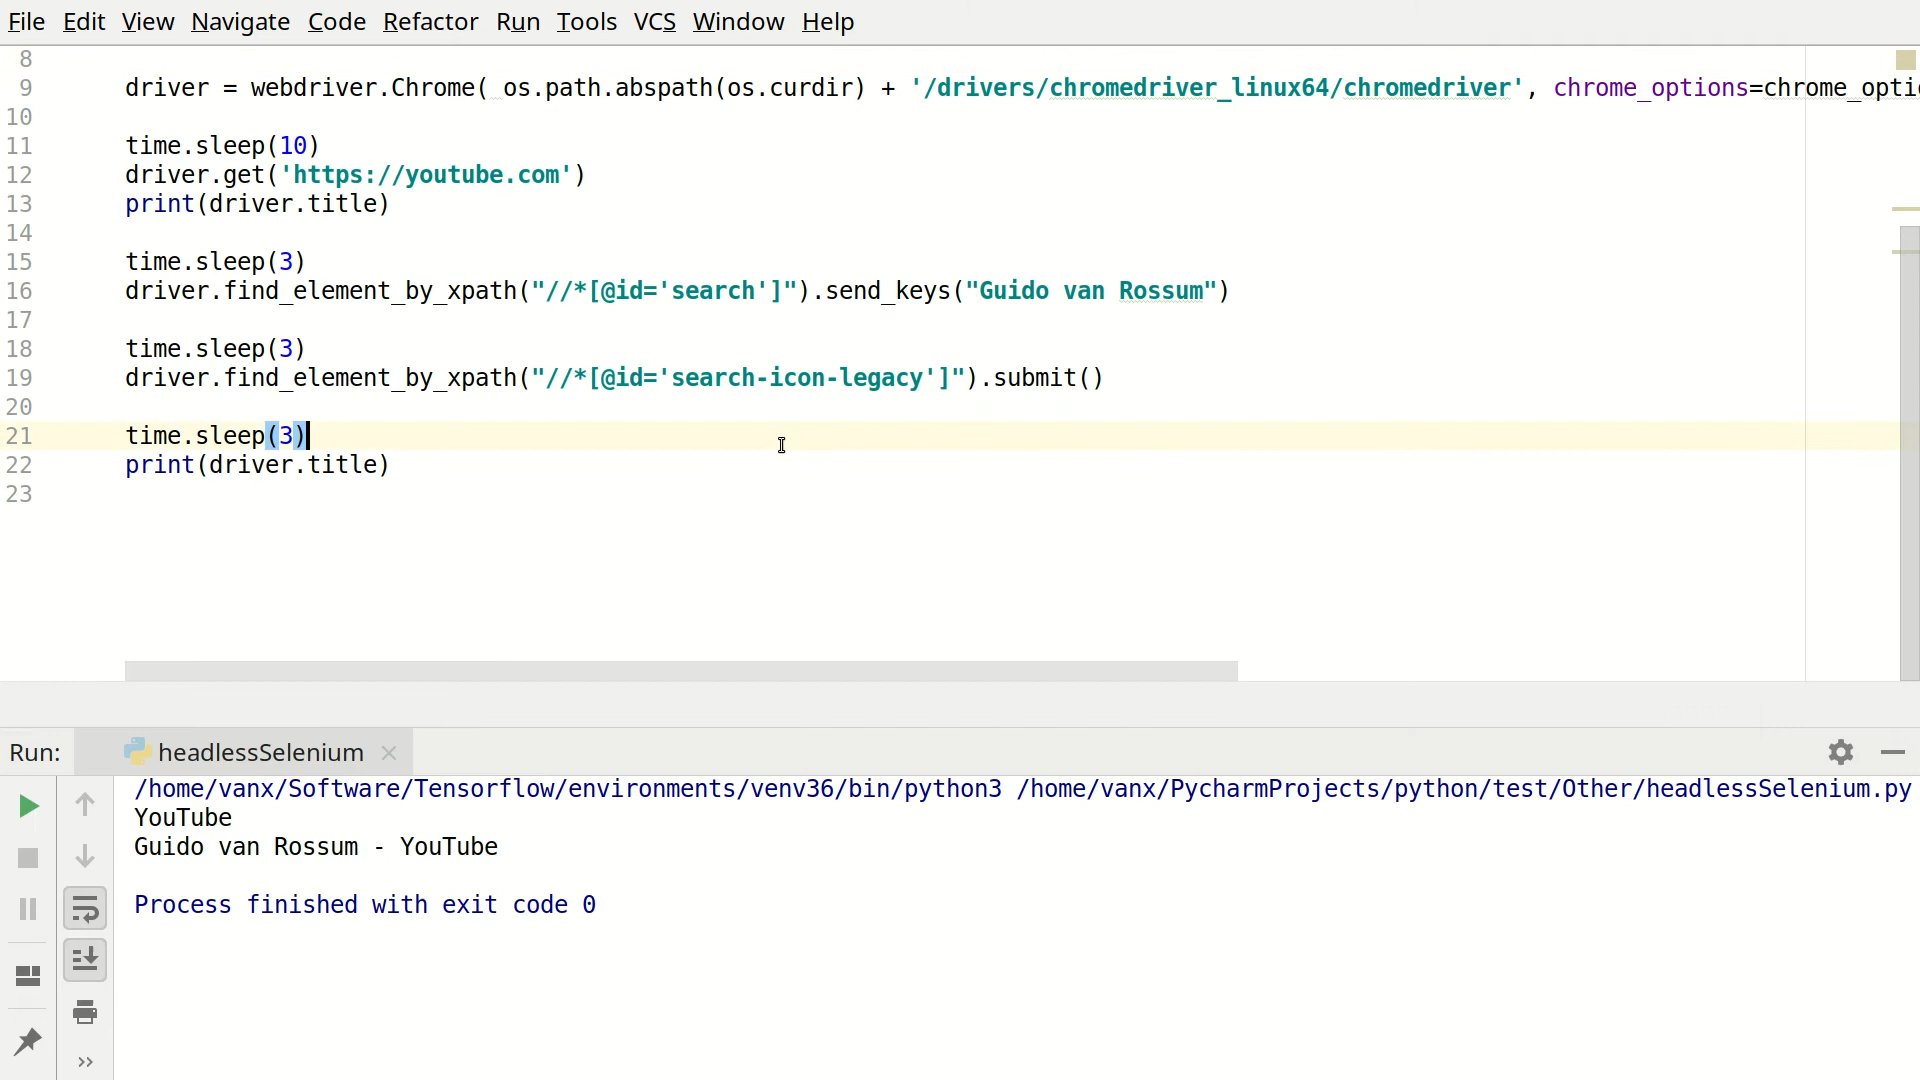 File Edit View Navigate Code Refactor Run Tools VCS Window Help
8
9 driver = webdriver.Chrome( os.path.abspath(os.curdir) + '/drivers/chromedriver_linux64/chromedriver', chrome_options=chrome_optio
10
11 time.sleep(10)
12 driver.get('https://youtube.com')
13 print(driver.title)
14
15 time.sleep(3)
16 driver.find_element_by_xpath("//*[@id='search']").send_keys("Guido van Rossum")
17
18 time.sleep(3)
19 driver.find_element_by_xpath("//*[@id='search-icon-legacy']").submit()
20
21 time.sleep(3)
22 print(driver.title)
23
Run: headlessSelenium
/home/vanx/Software/Tensorflow/environments/venv36/bin/python3 /home/vanx/PycharmProjects/python/test/Other/headlessSelenium.py
YouTube
Guido van Rossum - YouTube
Process finished with exit code 0